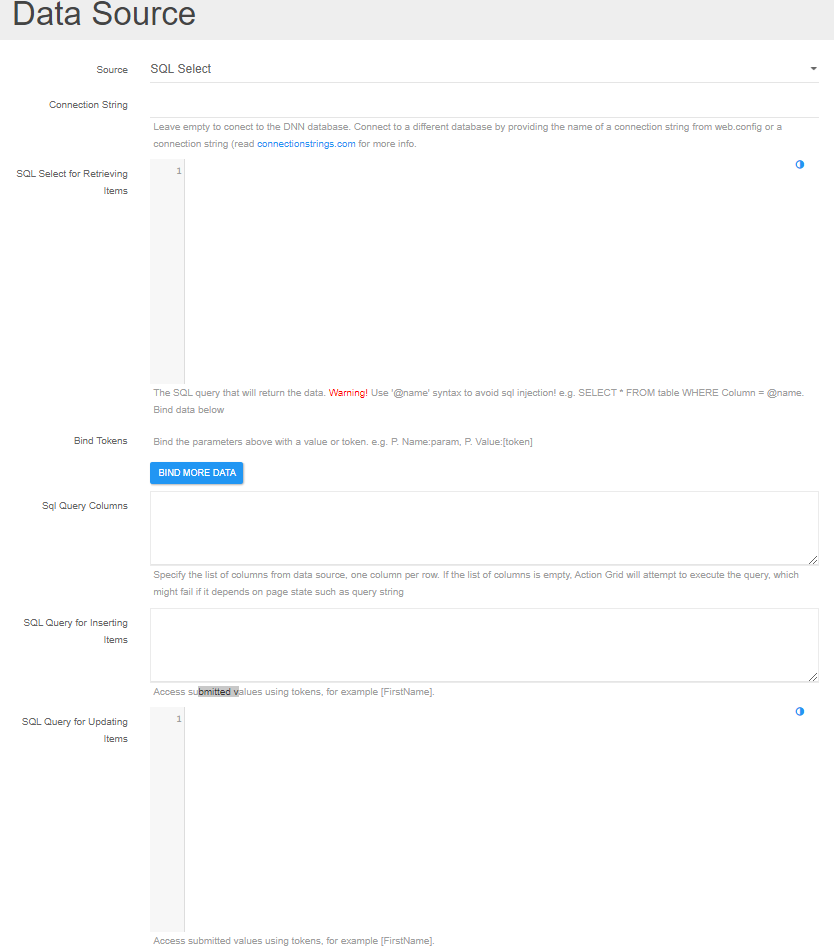 Data Source
Source
SQL Select
Connection String
Leave empty to conect to the DNN database. Connect to a different database by providing the name of a connection string from web.config or a
connection string (read connectionstrings.com for more info.
SQL Select for Retrieving
Items
1
The SQL query that will return the data. Warning! Use '@name' syntax to avoid sql injection! e.g. SELECT * FROM table WHERE Column = @name.
Bind data below
Bind Tokens
Bind the parameters above with a value or token. e.g. P. Name:param, P. Value:[token]
BIND MORE DATA
Sql Query Columns
Specify the list of columns from data source, one column per row. If the list of columns is empty, Action Grid will attempt to execute the query, which
might fail if it depends on page state such as query string
SQL Query for Inserting
Items
Access submitted values using tokens, for example [FirstName].
SQL Query for Updating
Items
1
Access submitted values using tokens, for example [FirstName].